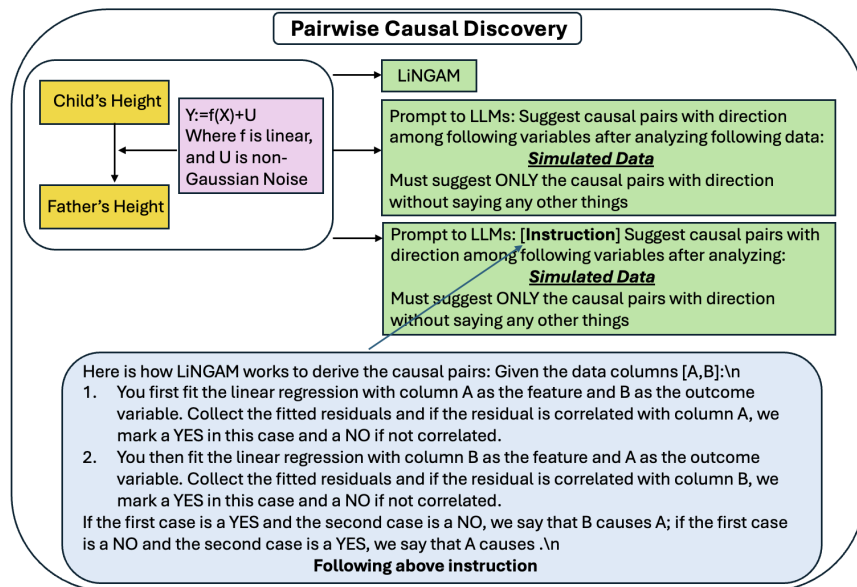 Pairwise Causal Discovery
Child's Height
Father's Height
Y:=f(X)+U
Where f is linear,
and U is non-
Gaussian Noise
LiNGAM
Prompt to LLMs: Suggest causal pairs with direction
among following variables after analyzing following data:
Simulated Data
Must suggest ONLY the causal pairs with direction
without saying any other things
Prompt to LLMs: [Instruction] Suggest causal pairs with
direction among following variables after analyzing:
Simulated Data
Must suggest ONLY the causal pairs with direction
without saying any other things
Here is how LiNGAM works to derive the causal pairs: Given the data columns [A,B]:\n
1. You first fit the linear regression with column A as the feature and B as the outcome
variable. Collect the fitted residuals and if the residual is correlated with column A, we
mark a YES in this case and a NO if not correlated.
2. You then fit the linear regression with column B as the feature and A as the outcome
variable. Collect the fitted residuals and if the residual is correlated with column B, we
mark a YES in this case and a NO if not correlated.
If the first case is a YES and the second case is a NO, we say that B causes A; if the first case
is a NO and the second case is a YES, we say that A causes .\n
Following above instruction